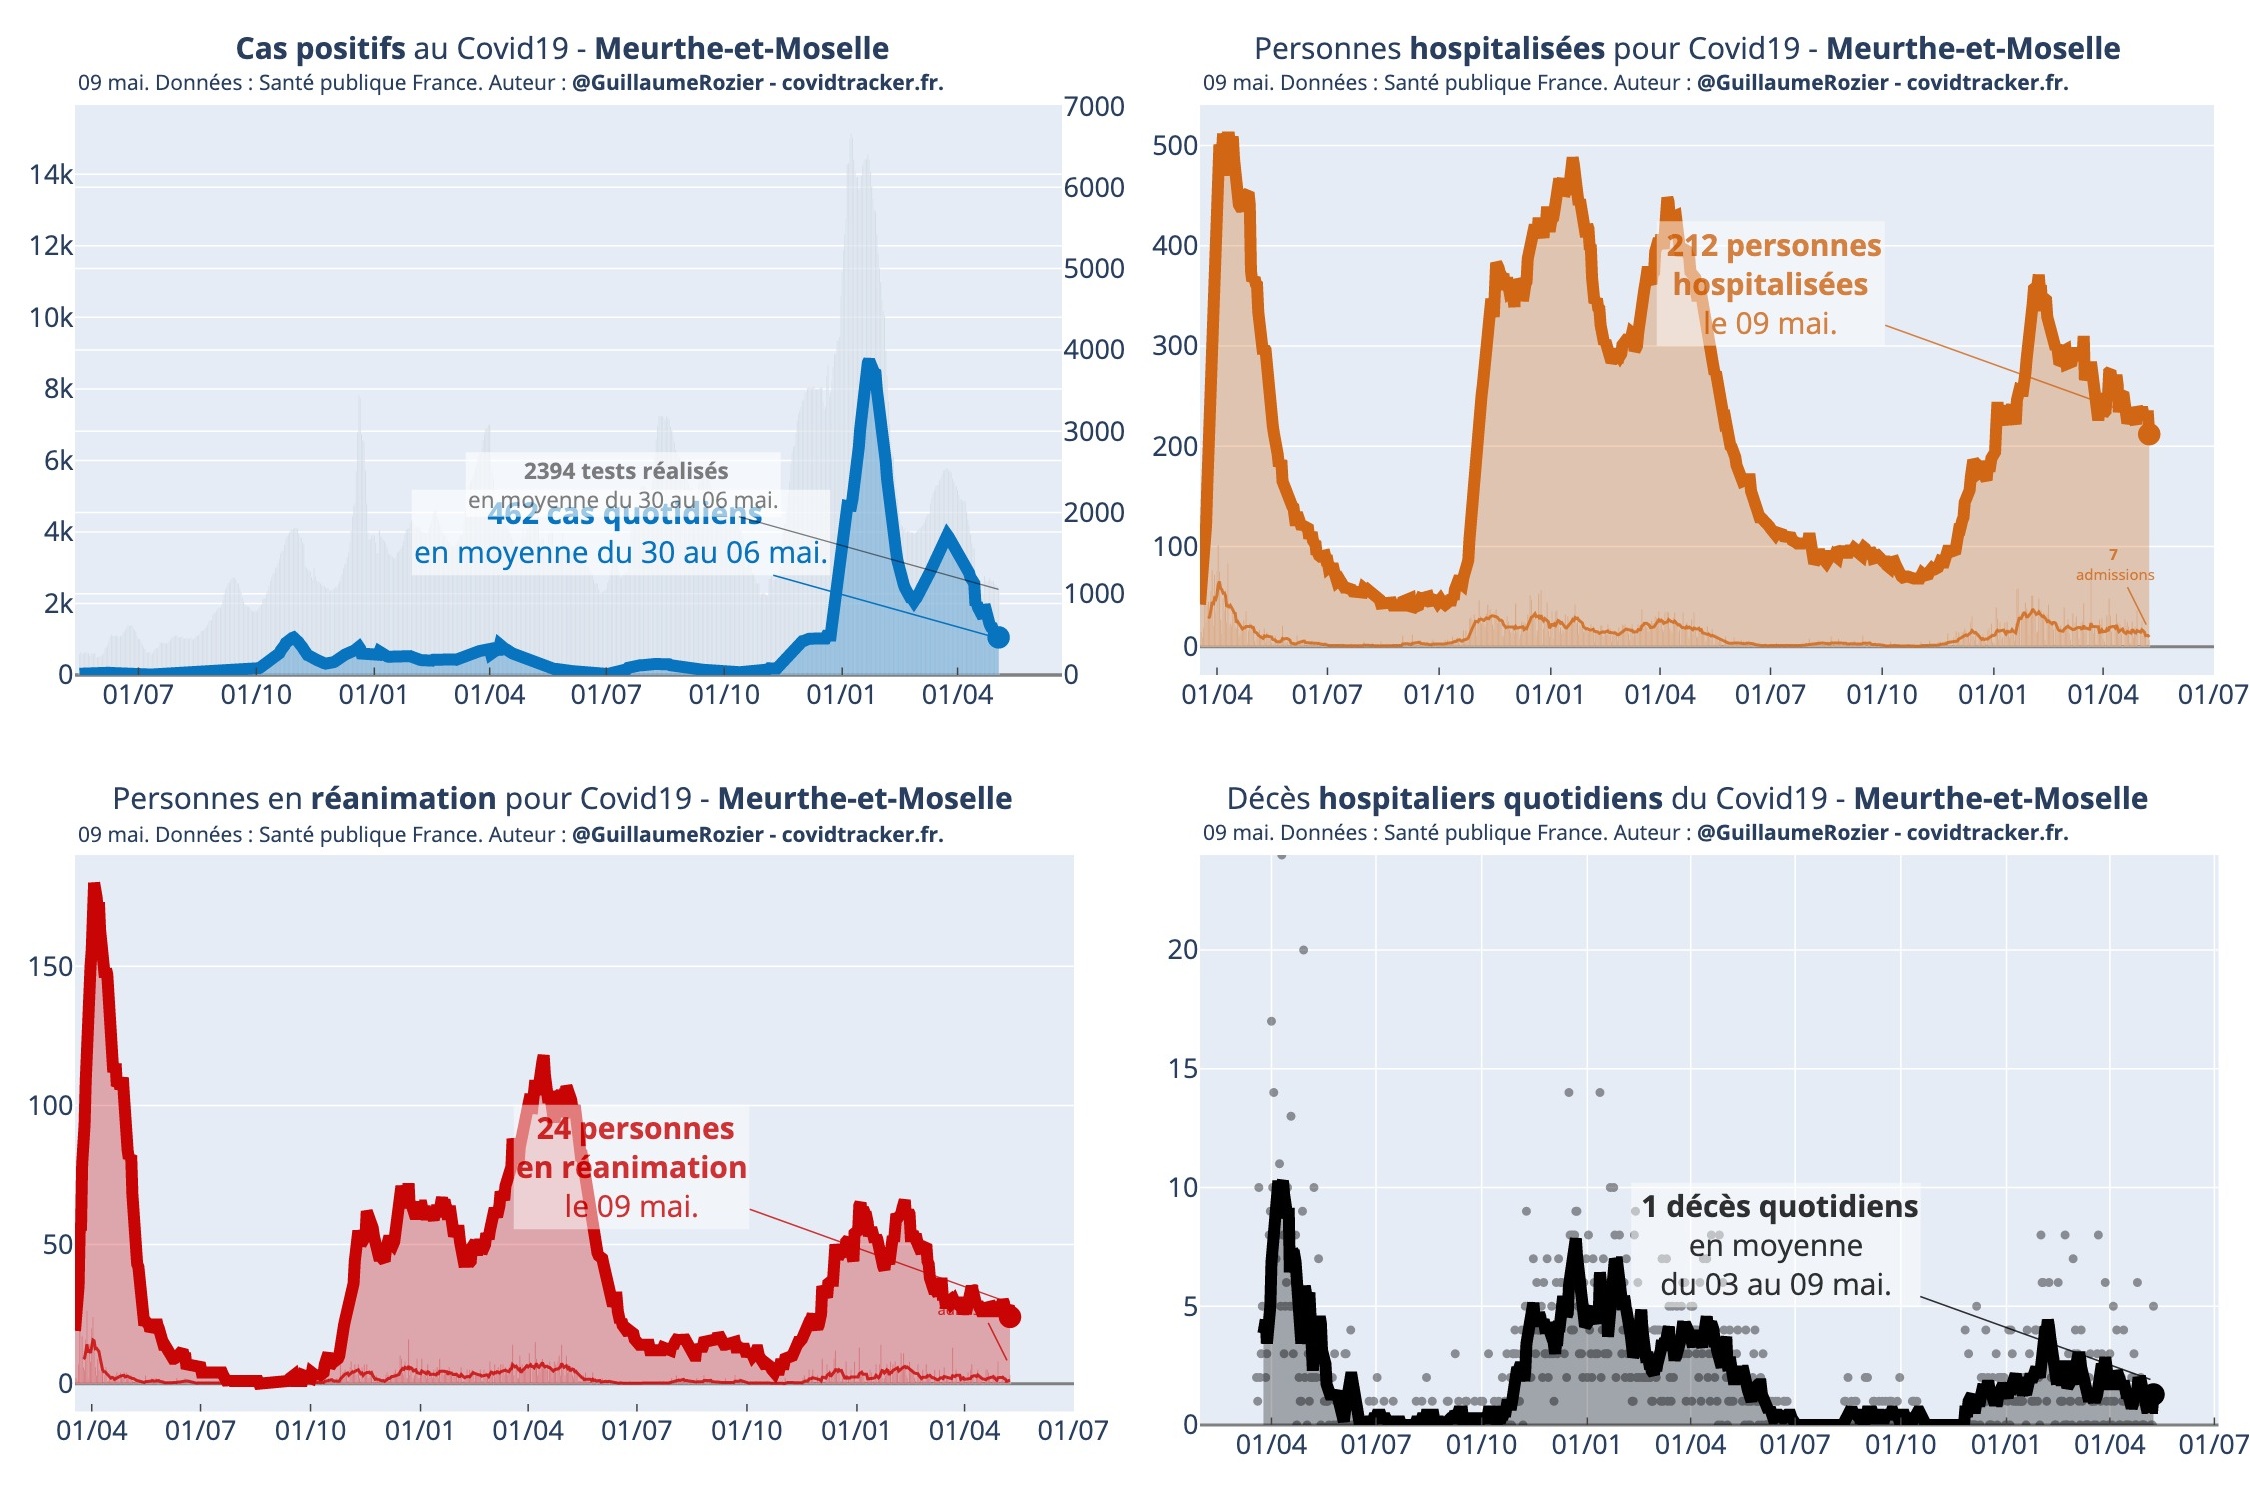 Cas positifs au Covid19 - Meurthe-et-Moselle
09 mai. Données : Santé publique France. Auteur : @GuillaumeRozier - covidtracker.fr.
14k
12k
10k
8k
6k
4k
2k
0
7000
6000
5000
4000
3000
2000
1000
0
2394 tests réalisés
en moyenne du 30 au 06 mai.
462 cas quotidiens
en moyenne du 30 au 06 mai.
01/07 01/10 01/01 01/04 01/07 01/10 01/01 01/04
Personnes hospitalisées pour Covid19 - Meurthe-et-Moselle
09 mai. Données : Santé publique France. Auteur : @GuillaumeRozier - covidtracker.fr.
500
400
300
200
100
0
212 personnes
hospitalisées
le 09 mai.
7
admissions
01/04 01/07 01/10 01/01 01/04 01/07 01/10 01/01 01/04 01/07
Personnes en réanimation pour Covid19 - Meurthe-et-Moselle
09 mai. Données : Santé publique France. Auteur : @GuillaumeRozier - covidtracker.fr.
150
100
50
0
24 personnes
en réanimation
le 09 mai.
01/04 01/07 01/10 01/01 01/04 01/07 01/10 01/01 01/04 01/07
Décès hospitaliers quotidiens du Covid19 - Meurthe-et-Moselle
09 mai. Données : Santé publique France. Auteur : @GuillaumeRozier - covidtracker.fr.
20
15
10
5
0
1 décès quotidiens
en moyenne
du 03 au 09 mai.
01/04 01/07 01/10 01/01 01/04 01/07 01/10 01/01 01/04 01/07